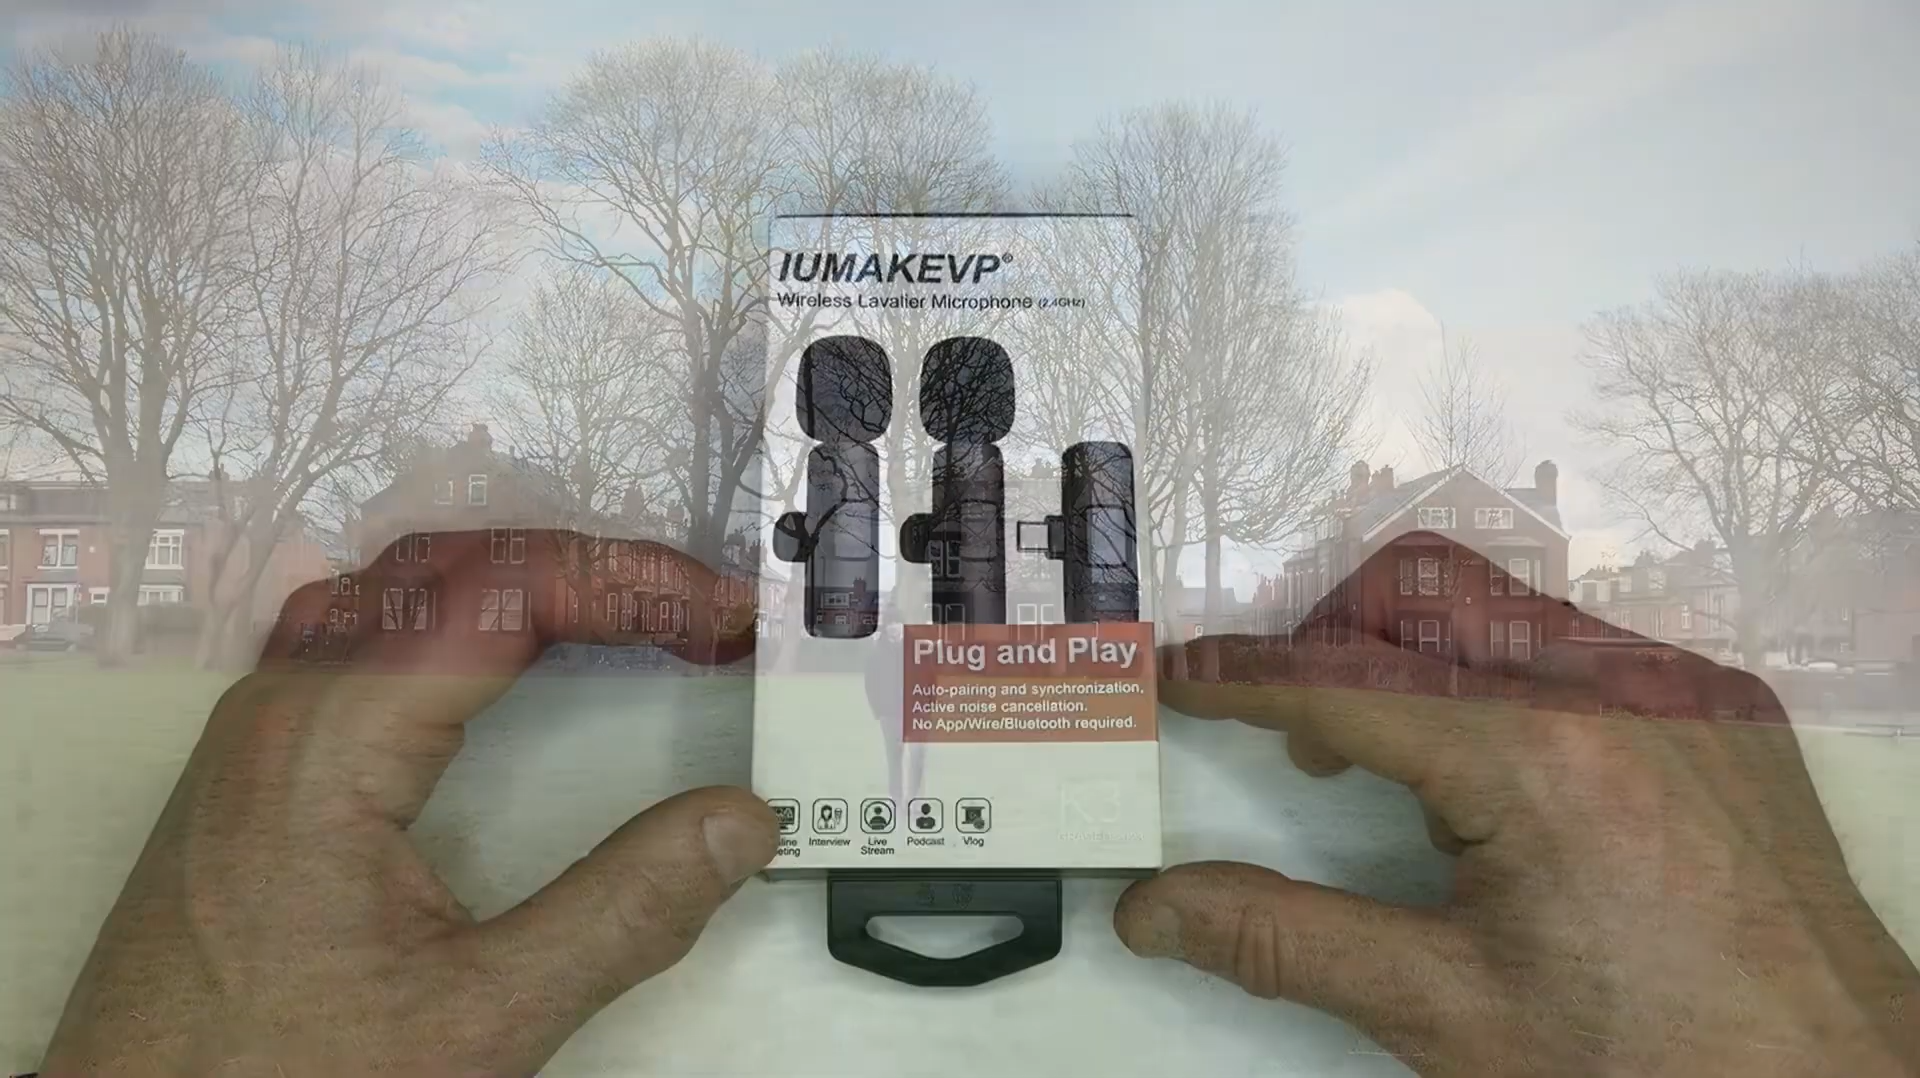 IUMAKEVP®
Wireless Lavalier Microphone (2.4GHz)
Plug and Play
Auto-pairing and synchronization.
Active noise cancellation.
No App/Wire/Bluetooth required.
K3
Interview
Live
Stream
Podcast
Vlog